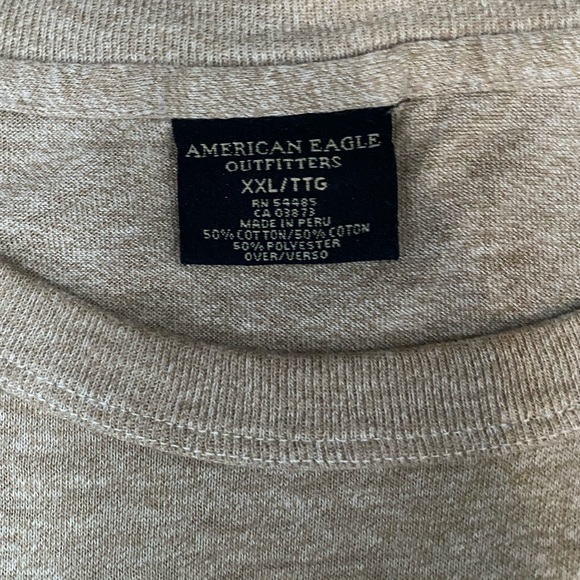 AMERICAN EAGLE
OUTFITTERS
XXL/TTG
RN 54485
CA 03873
MADE IN PERU
50% COTTON/50% COTON
50% POLYESTER
OVER/VERSO